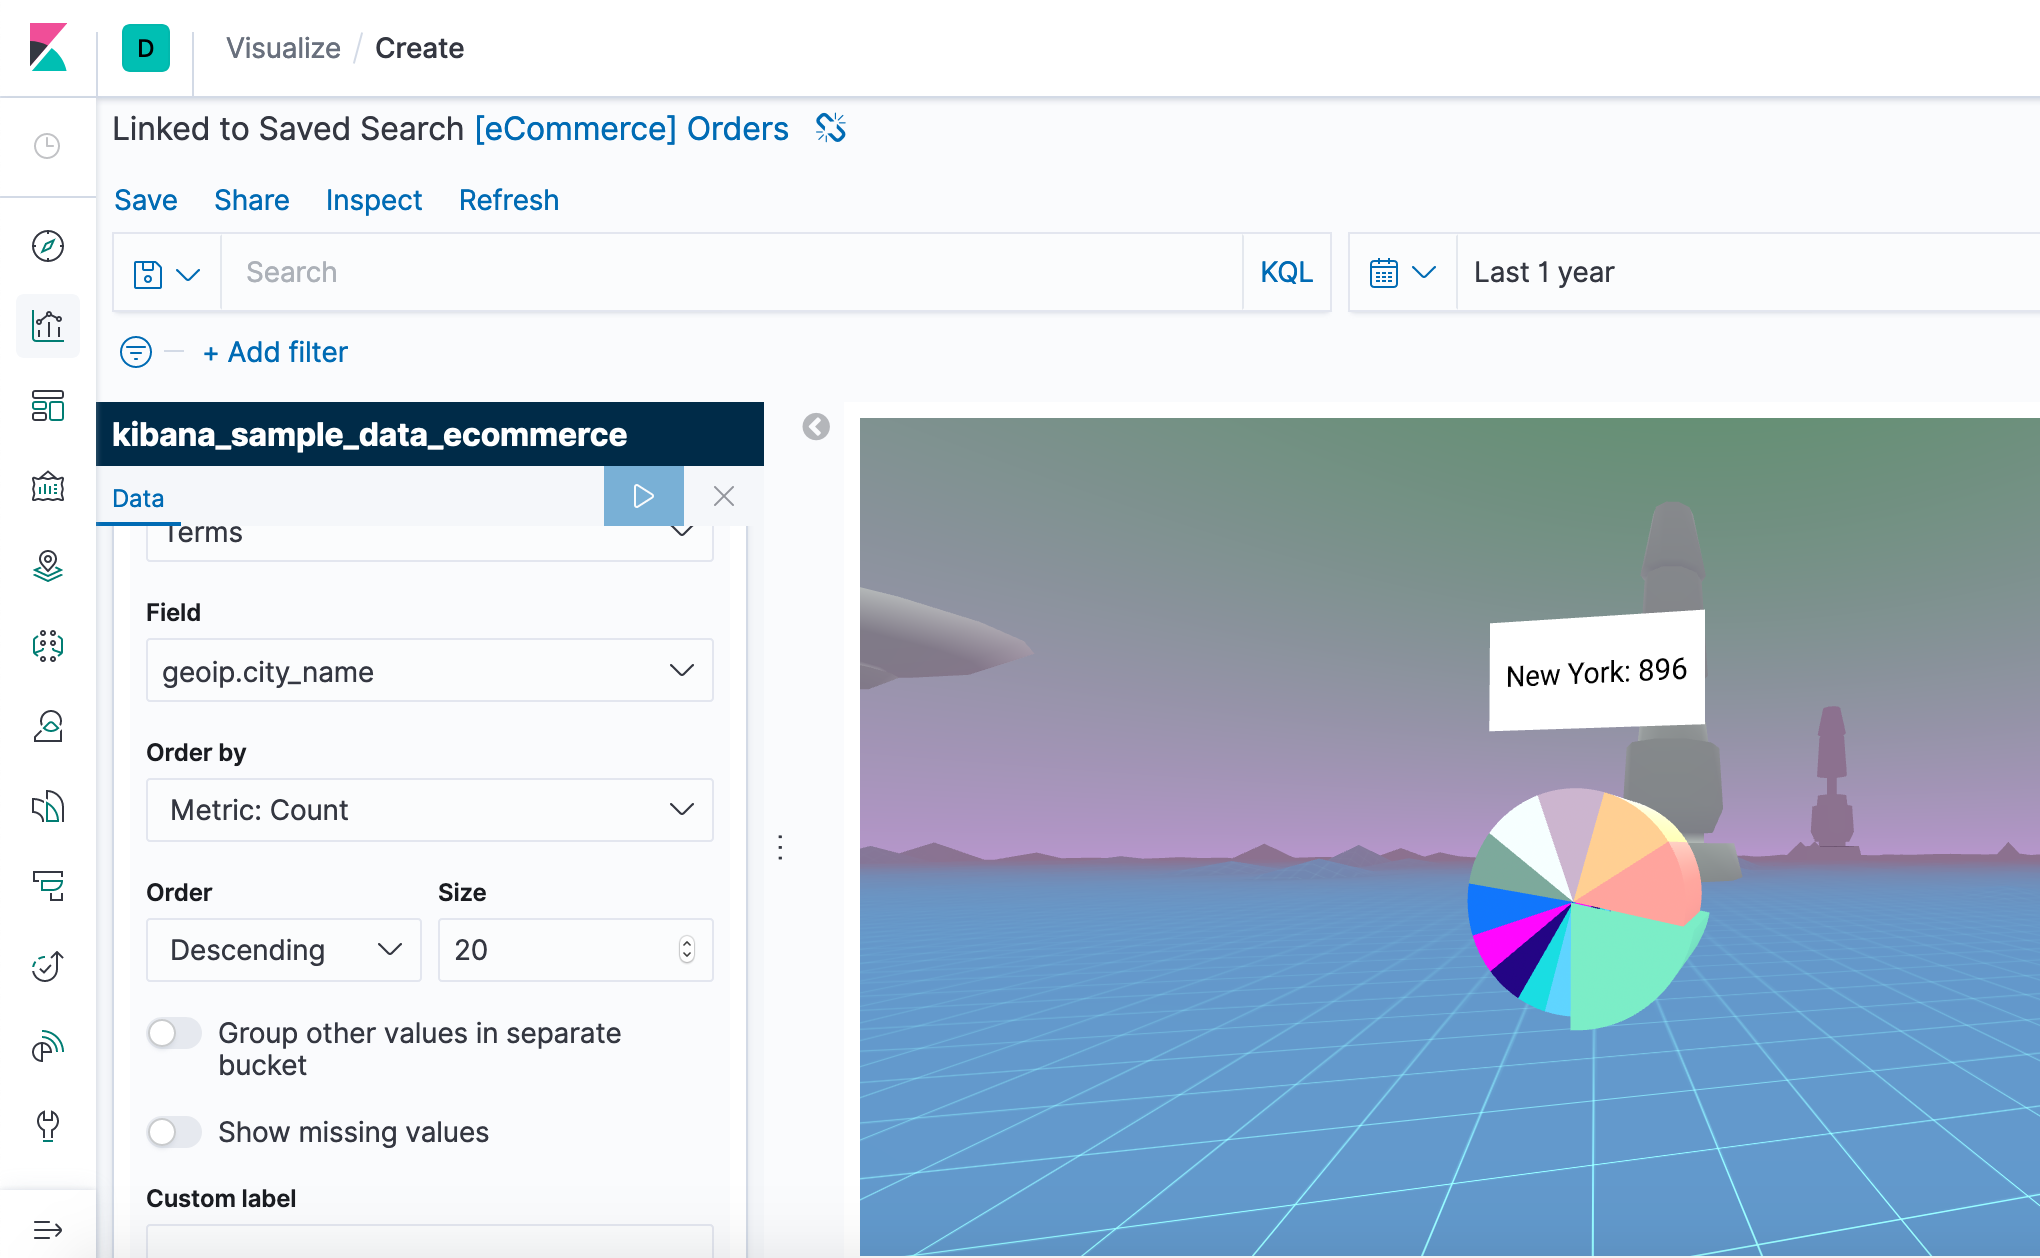 D
Visualize / Create
Linked to Saved Search [eCommerce] Orders
Save Share Inspect Refresh
Search KQL Last 1 year
+ Add filter
kibana_sample_data_ecommerce
Data
Terms
Field
geoip.city_name
Order by
Metric: Count
Order Size
Descending 20
Group other values in separate
bucket
Show missing values
Custom label
New York: 896